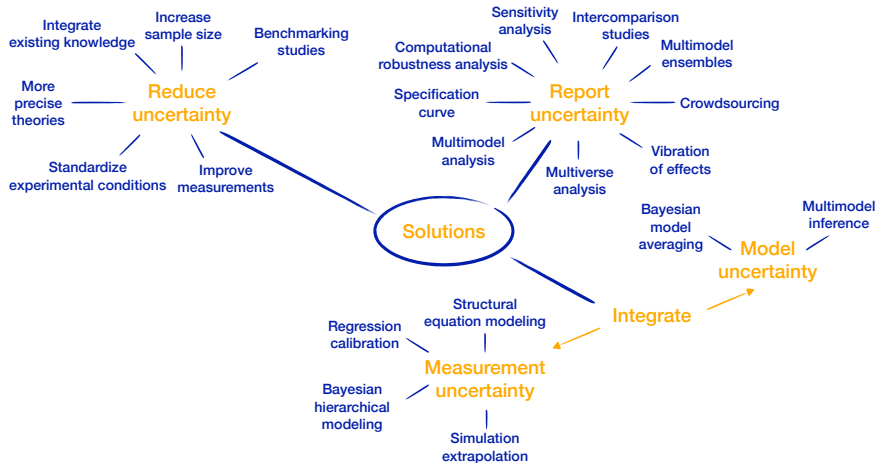 Integrate
existing knowledge
Increase
sample size
Benchmarking
studies
More
precise
theories
Reduce
uncertainty
Standardize
experimental conditions
Improve
measurements
Sensitivity
analysis
Intercomparison
studies
Computational
robustness analysis
Multimodel
ensembles
Specification
curve
Report
uncertainty
Crowdsourcing
Multimodel
analysis
Multiverse
analysis
Vibration
of effects
Solutions
Bayesian
model
averaging
Multimodel
inference
Model
uncertainty
Integrate
Structural
equation modeling
Regression
calibration
Measurement
uncertainty
Bayesian
hierarchical
modeling
Simulation
extrapolation